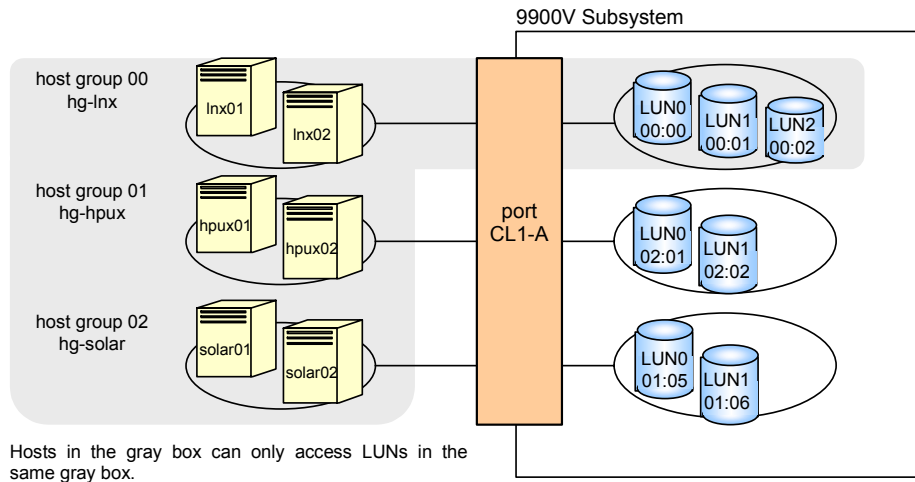 9900V Subsystem
host group 00
hg-lnx
lnx01
lnx02
LUN0
00:00
LUN1
00:01
LUN2
00:02
host group 01
hg-hpux
hpux01
hpux02
port
CL1-A
LUN0
02:01
LUN1
02:02
host group 02
hg-solar
solar01
solar02
LUN0
01:05
LUN1
01:06
Hosts in the gray box can only access LUNs in the
same gray box.